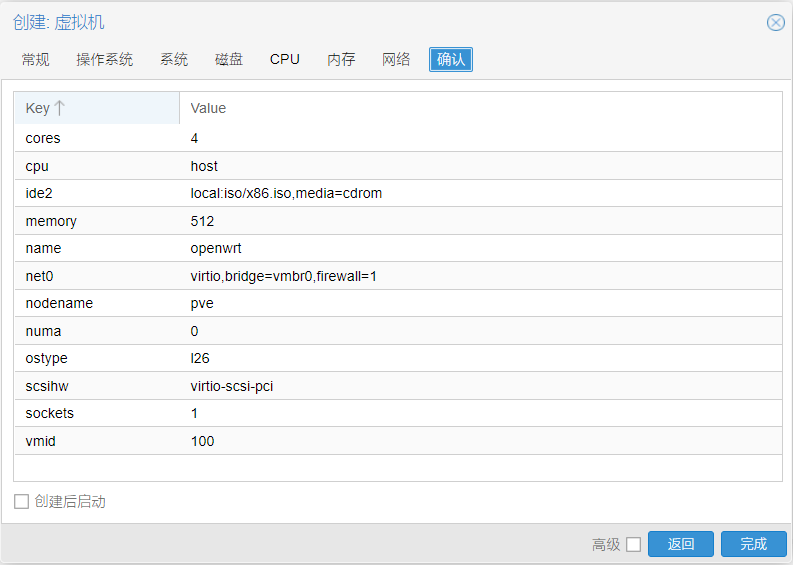 创建: 虚拟机
常规 操作系统 系统 磁盘 CPU 内存 网络 确认
Key Value
cores 4
cpu host
ide2 local:iso/x86.iso,media=cdrom
memory 512
name openwrt
net0 virtio,bridge=vmbr0,firewall=1
nodename pve
numa 0
ostype l26
scsihw virtio-scsi-pci
sockets 1
vmid 100
创建后启动
高级 返回 完成